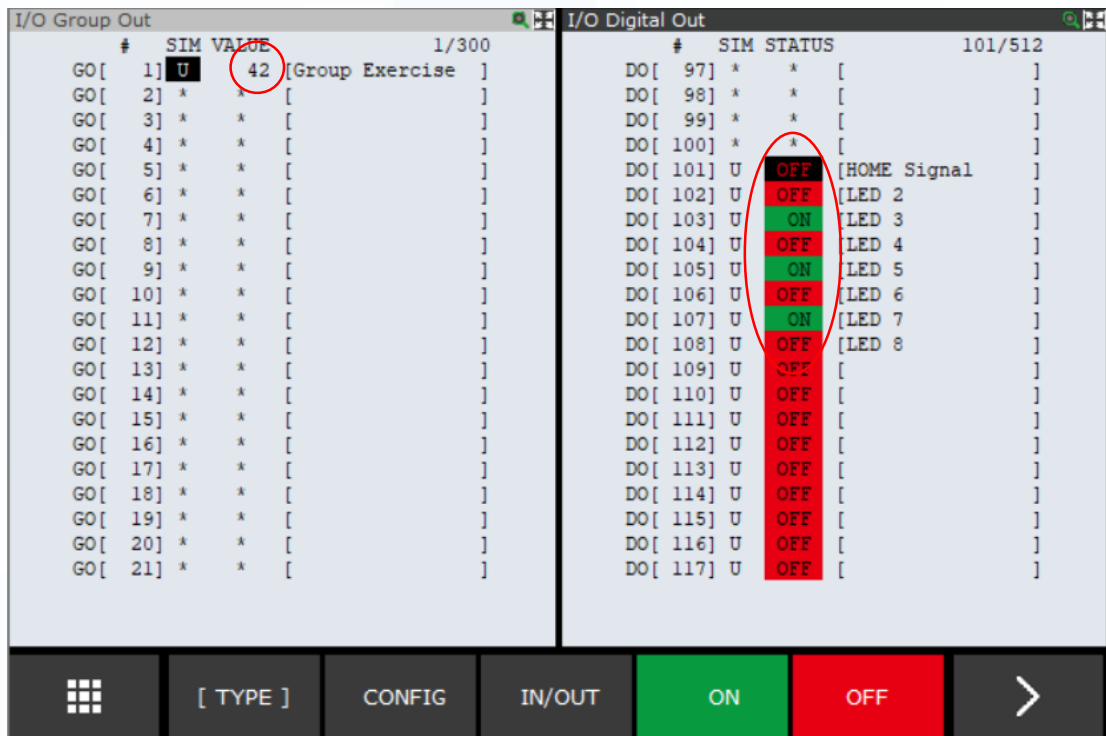 I/O Group Out
# SIM VALUE 1/300
GO[ 1] U 42 [Group Exercise ]
GO[ 2] * * [ ]
GO[ 3] * * [ ]
GO[ 4] * * [ ]
GO[ 5] * * [ ]
GO[ 6] * * [ ]
GO[ 7] * * [ ]
GO[ 8] * * [ ]
GO[ 9] * * [ ]
GO[ 10] * * [ ]
GO[ 11] * * [ ]
GO[ 12] * * [ ]
GO[ 13] * * [ ]
GO[ 14] * * [ ]
GO[ 15] * * [ ]
GO[ 16] * * [ ]
GO[ 17] * * [ ]
GO[ 18] * * [ ]
GO[ 19] * * [ ]
GO[ 20] * * [ ]
GO[ 21] * * [ ]
I/O Digital Out
# SIM STATUS 101/512
DO[ 97] * * [ ]
DO[ 98] * * [ ]
DO[ 99] * * [ ]
DO[ 100] * * [ ]
DO[ 101] U OFF [HOME Signal ]
DO[ 102] U OFF [LED 2 ]
DO[ 103] U ON [LED 3 ]
DO[ 104] U OFF [LED 4 ]
DO[ 105] U ON [LED 5 ]
DO[ 106] U OFF [LED 6 ]
DO[ 107] U ON [LED 7 ]
DO[ 108] U OFF [LED 8 ]
DO[ 109] U OFF [ ]
DO[ 110] U OFF [ ]
DO[ 111] U OFF [ ]
DO[ 112] U OFF [ ]
DO[ 113] U OFF [ ]
DO[ 114] U OFF [ ]
DO[ 115] U OFF [ ]
DO[ 116] U OFF [ ]
DO[ 117] U OFF [ ]
[ TYPE ] CONFIG IN/OUT ON OFF >